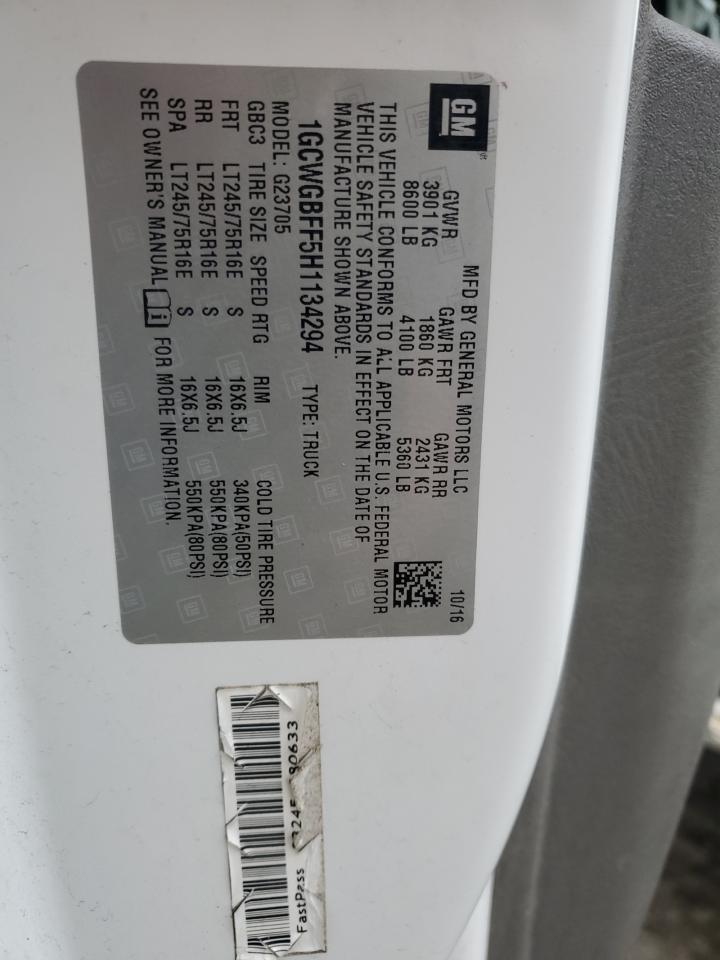 GM
MFD BY GENERAL MOTORS LLC 10/16
GVWR GAWR FRT GAWR RR
3901 KG 1860 KG 2431 KG
8600 LB 4100 LB 5360 LB
THIS VEHICLE CONFORMS TO ALL APPLICABLE U.S. FEDERAL MOTOR
VEHICLE SAFETY STANDARDS IN EFFECT ON THE DATE OF
MANUFACTURE SHOWN ABOVE.
1GCWGBFF5H1134294 TYPE: TRUCK
MODEL: G23705
GBC3 TIRE SIZE SPEED RTG RIM COLD TIRE PRESSURE
FRT LT245/75R16E S 16X6.5J 340KPA(50PSI)
RR LT245/75R16E S 16X6.5J 550KPA(80PSI)
SPA LT245/75R16E S 16X6.5J 550KPA(80PSI)
SEE OWNER'S MANUAL i FOR MORE INFORMATION.
FastPass